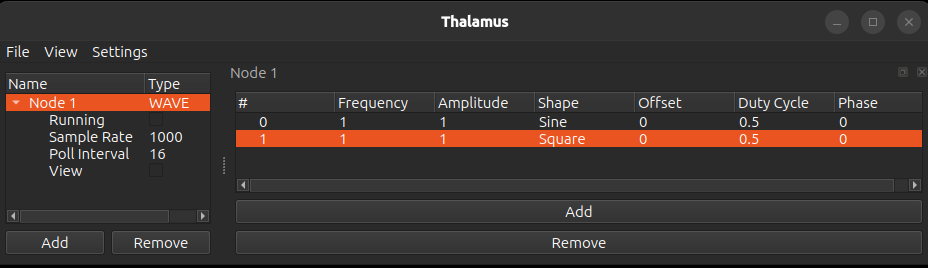 Thalamus
File View Settings
Node 1
Name Type
Node 1 WAVE
Running
Sample Rate 1000
Poll Interval 16
View
# Frequency Amplitude Shape Offset Duty Cycle Phase
0 1 1 Sine 0 0.5 0
1 1 1 Square 0 0.5 0
Add
Remove
Add Remove